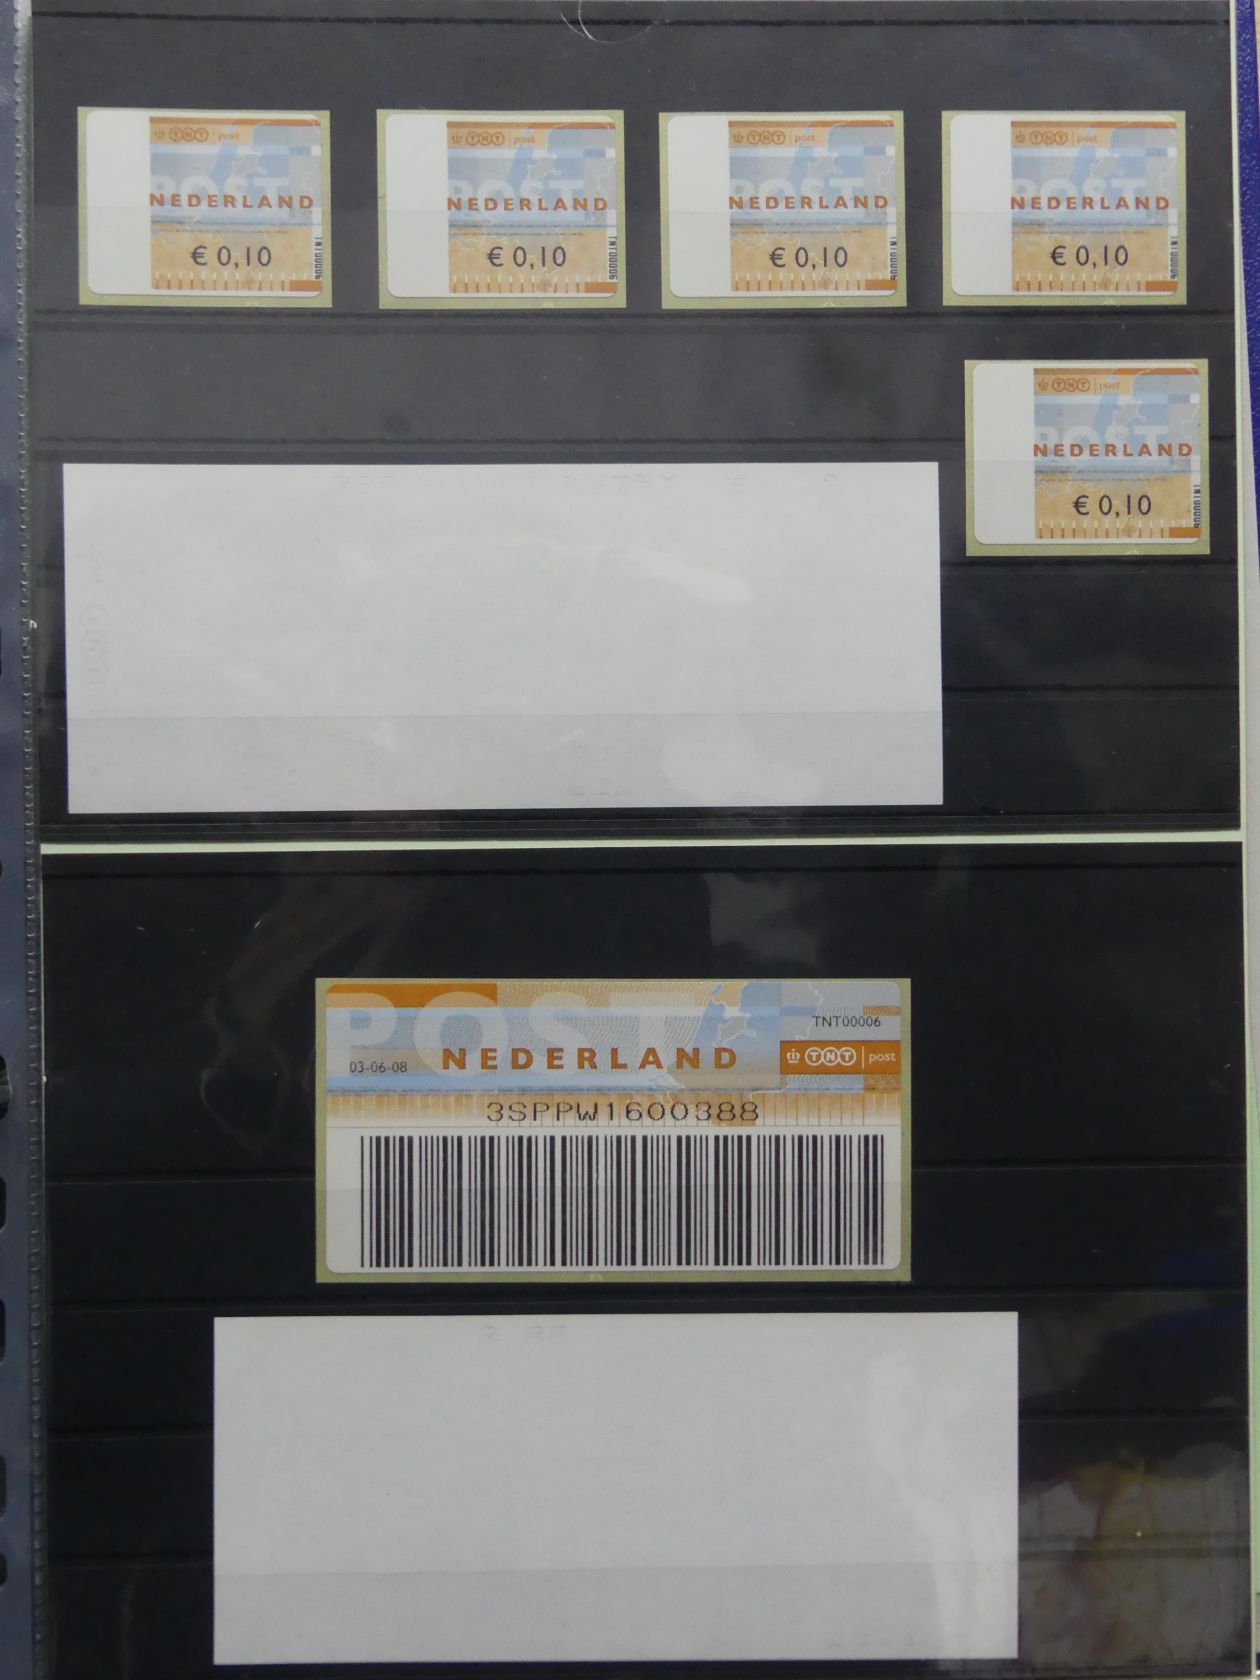 TNT post
POST
NEDERLAND
€ 0,10
TNT00006
TNT post
POST
NEDERLAND
€ 0,10
TNT00006
TNT post
POST
NEDERLAND
€ 0,10
TNT00006
TNT post
POST
NEDERLAND
€ 0,10
TNT00006
TNT post
POST
NEDERLAND
€ 0,10
TNT00006
POST
TNT00006
03-06-08 NEDERLAND TNT post
3SPPW1600388